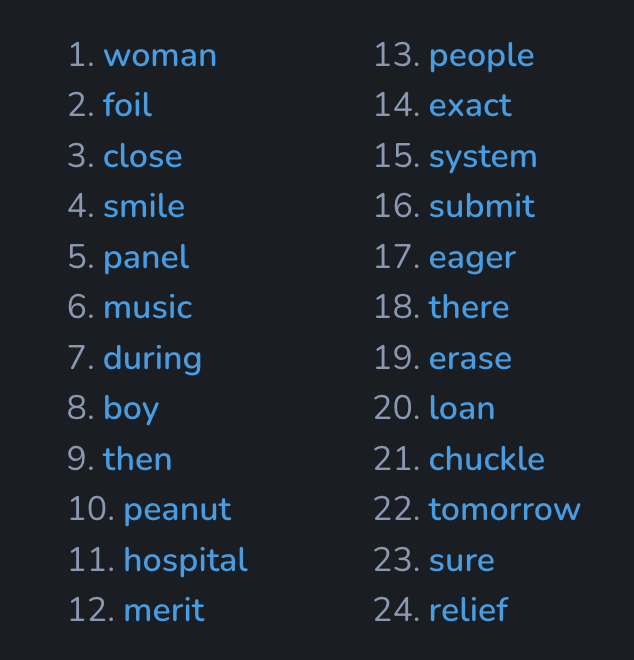 1. woman
2. foil
3. close
4. smile
5. panel
6. music
7. during
8. boy
9. then
10. peanut
11. hospital
12. merit
13. people
14. exact
15. system
16. submit
17. eager
18. there
19. erase
20. loan
21. chuckle
22. tomorrow
23. sure
24. relief